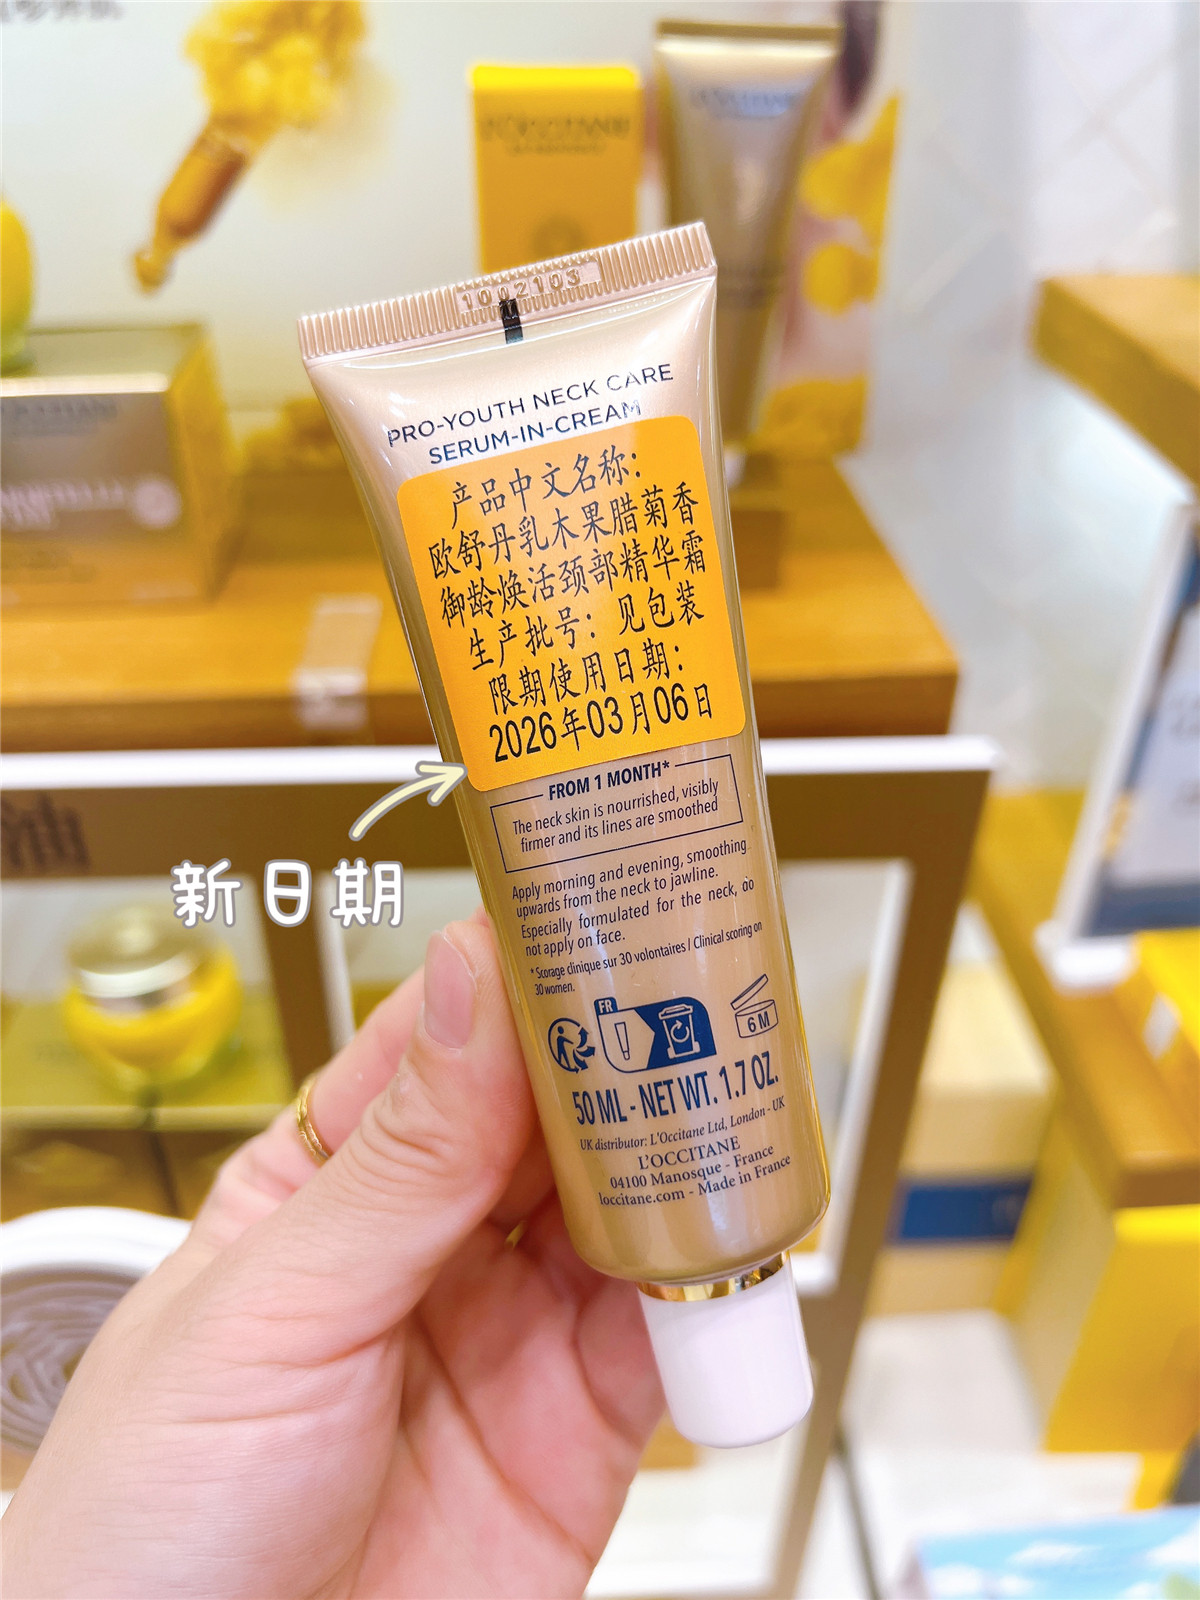 L'OCCITANE
1002103
PRO-YOUTH NECK CARE
SERUM-IN-CREAM
产品中文名称：
欧舒丹乳木果腊菊香
御龄焕活颈部精华霜
生产批号：见包装
限期使用日期：
2026年03月06日
FROM 1 MONTH*
The neck skin is nourished, visibly
firmer and its lines are smoothed
新日期
油
Apply morning and evening, smoothing
upwards from the neck to jawline.
Especially formulated for the neck, do
not apply on face.
* Scorage clinique sur 30 volontaires I Clinical scoring on
30 women.
FR
6 M
50 ML - NET WT. 1.7 OZ.
UK distributor: L'Occitane Ltd, London - UK
L'OCCITANE
04100 Manosque - France
loccitane.com - Made in France